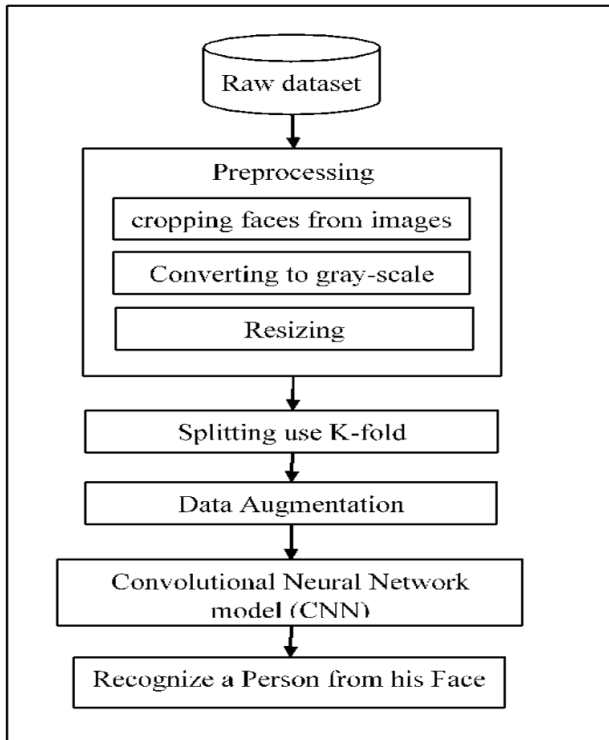 Raw dataset
Preprocessing
cropping faces from images
Converting to gray-scale
Resizing
Splitting use K-fold
Data Augmentation
Convolutional Neural Network
model (CNN)
Recognize a Person from his Face